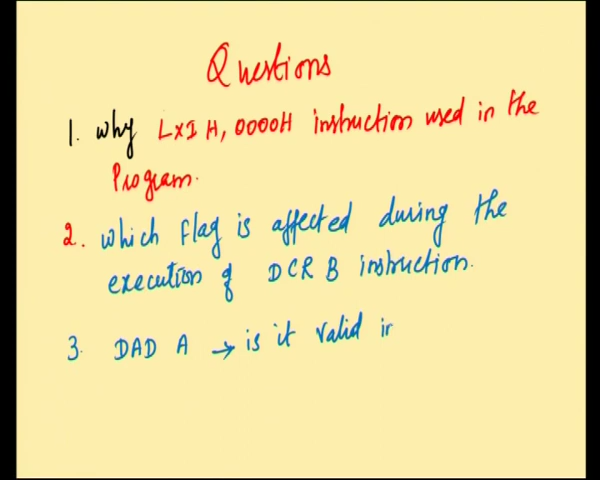 Questions
1. why LXI H, 0000H instruction used in the
Program.
2. which flag is affected during the
execution of DCR B instruction.
3. DAD A → is it valid in